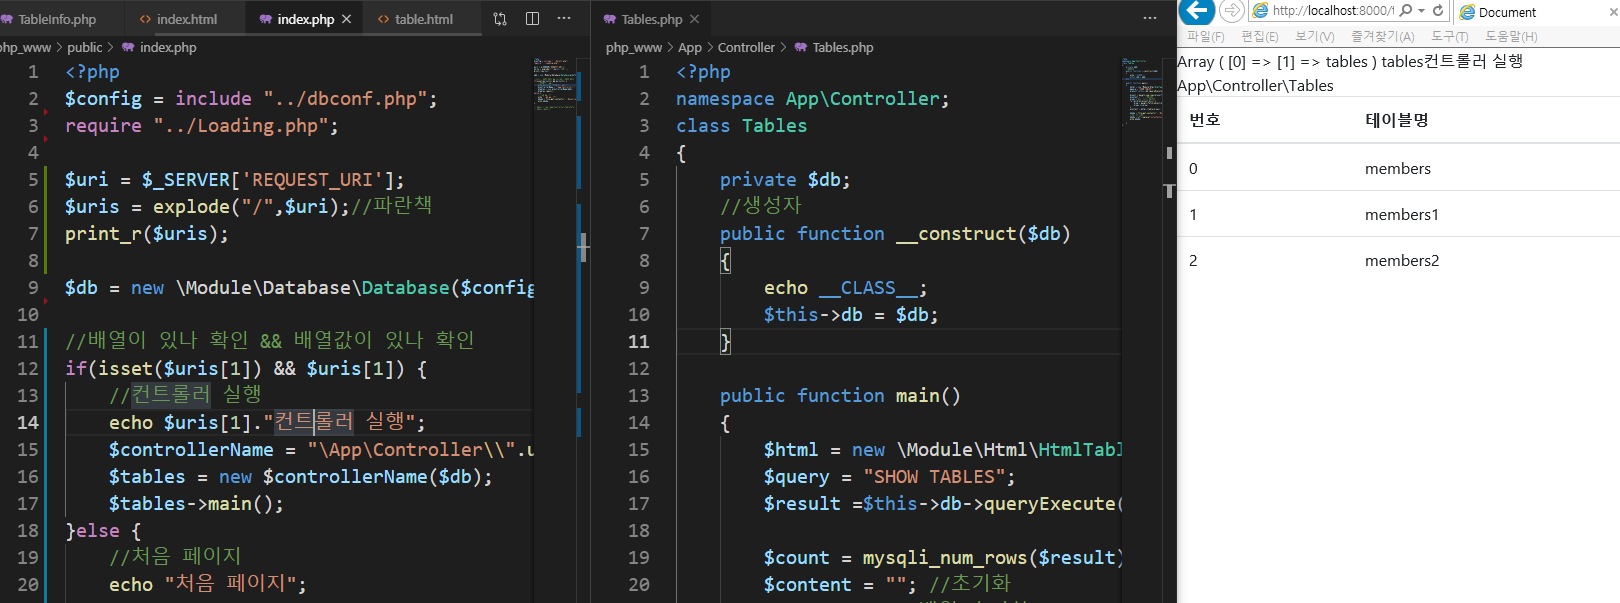 TableInfo.php
index.html
index.php
table.html
php_www > public > index.php
1 <?php
2 $config = include "../dbconf.php";
3 require "../Loading.php";
4
5 $uri = $_SERVER['REQUEST_URI'];
6 $uris = explode("/",$uri);//파란책
7 print_r($uris);
8
9 $db = new \Module\Database\Database($config
10
11 //배열이 있나 확인 && 배열값이 있나 확인
12 if(isset($uris[1]) && $uris[1]) {
13 //컨트롤러 실행
14 echo $uris[1]."컨트롤러 실행";
15 $controllerName = "\App\Controller\\".u
16 $tables = new $controllerName($db);
17 $tables->main();
18 }else {
19 //처음 페이지
20 echo "처음 페이지";
Tables.php
php_www > App > Controller > Tables.php
1 <?php
2 namespace App\Controller;
3 class Tables
4 {
5 private $db;
6 //생성자
7 public function __construct($db)
8 {
9 echo __CLASS__;
10 $this->db = $db;
11 }
12
13 public function main()
14 {
15 $html = new \Module\Html\HtmlTabl
16 $query = "SHOW TABLES";
17 $result =$this->db->queryExecute(
18
19 $count = mysqli_num_rows($result)
20 $content = ""; //초기화
http://localhost:8000/t
Document
파일(F) 편집(E) 보기(V) 즐겨찾기(A) 도구(T) 도움말(H)
Array ( [0] => [1] => tables ) tables컨트롤러 실행
App\Controller\Tables
번호 테이블명
0 members
1 members1
2 members2